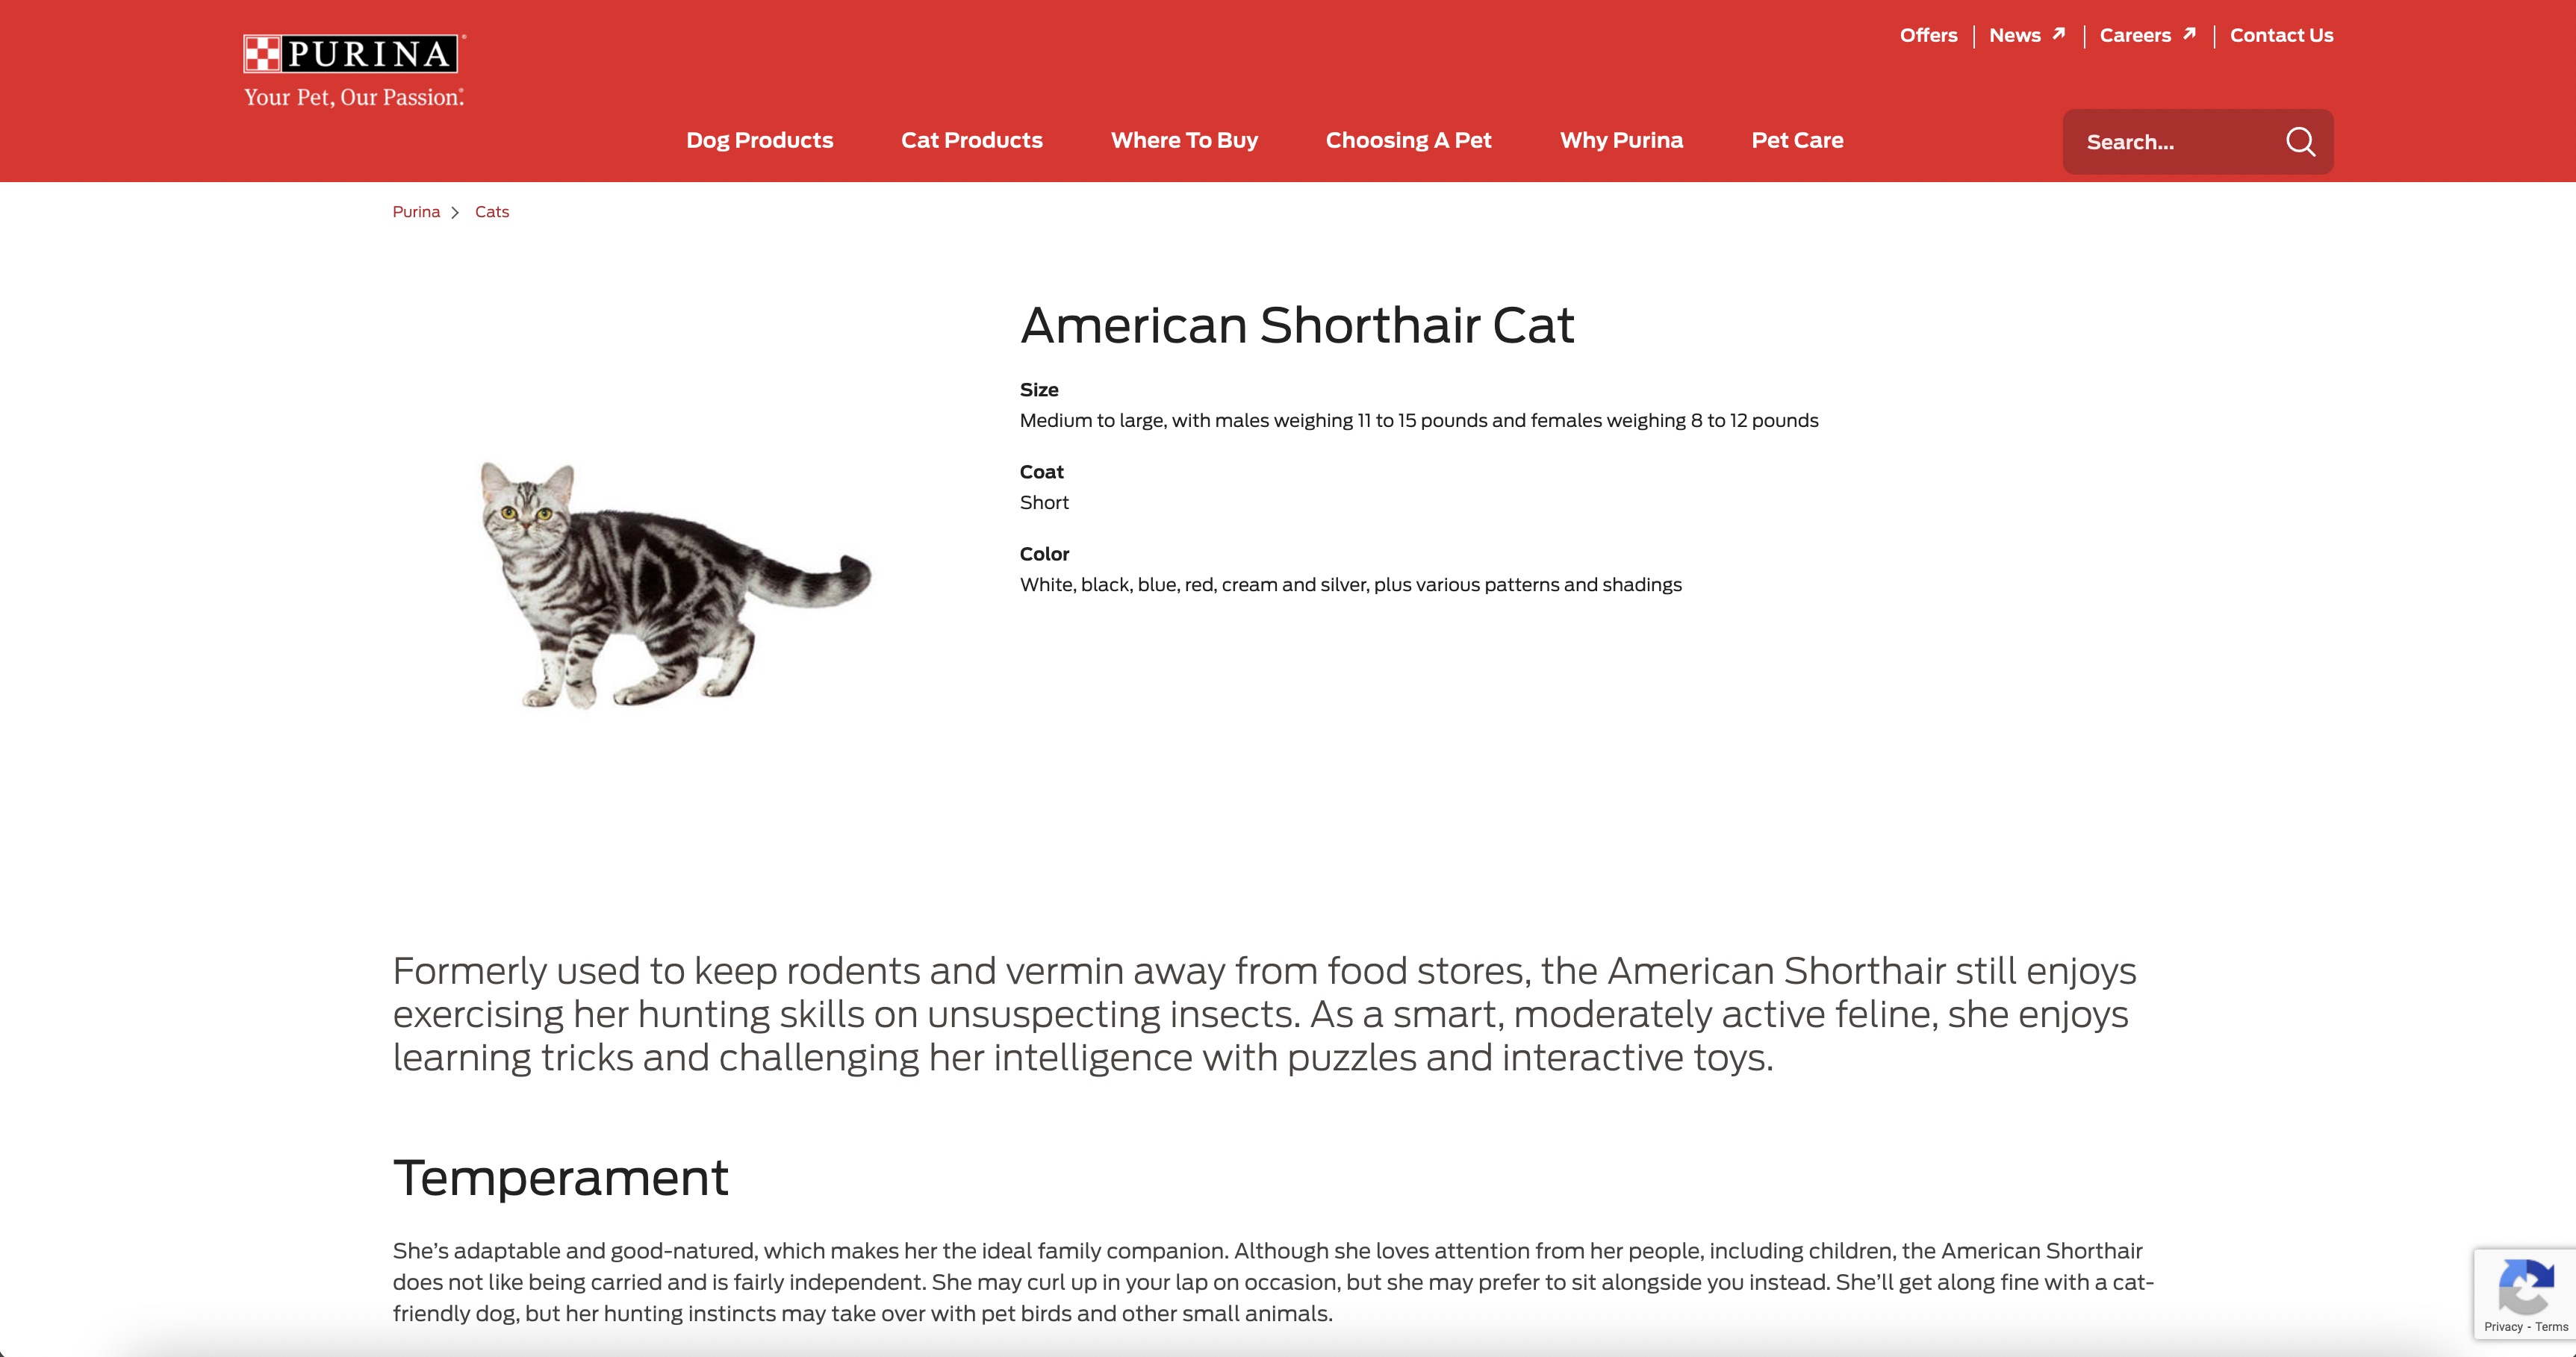 PURINA
Your Pet, Our Passion.®
Offers
News
Careers
Contact Us
Dog Products
Cat Products
Where To Buy
Choosing A Pet
Why Purina
Pet Care
Search...
Purina
Cats
American Shorthair Cat
Size
Medium to large, with males weighing 11 to 15 pounds and females weighing 8 to 12 pounds
Coat
Short
Color
White, black, blue, red, cream and silver, plus various patterns and shadings
Formerly used to keep rodents and vermin away from food stores, the American Shorthair still enjoys
exercising her hunting skills on unsuspecting insects. As a smart, moderately active feline, she enjoys
learning tricks and challenging her intelligence with puzzles and interactive toys.
Temperament
She’s adaptable and good-natured, which makes her the ideal family companion. Although she loves attention from her people, including children, the American Shorthair
does not like being carried and is fairly independent. She may curl up in your lap on occasion, but she may prefer to sit alongside you instead. She’ll get along fine with a cat-
friendly dog, but her hunting instincts may take over with pet birds and other small animals.
Privacy - Terms